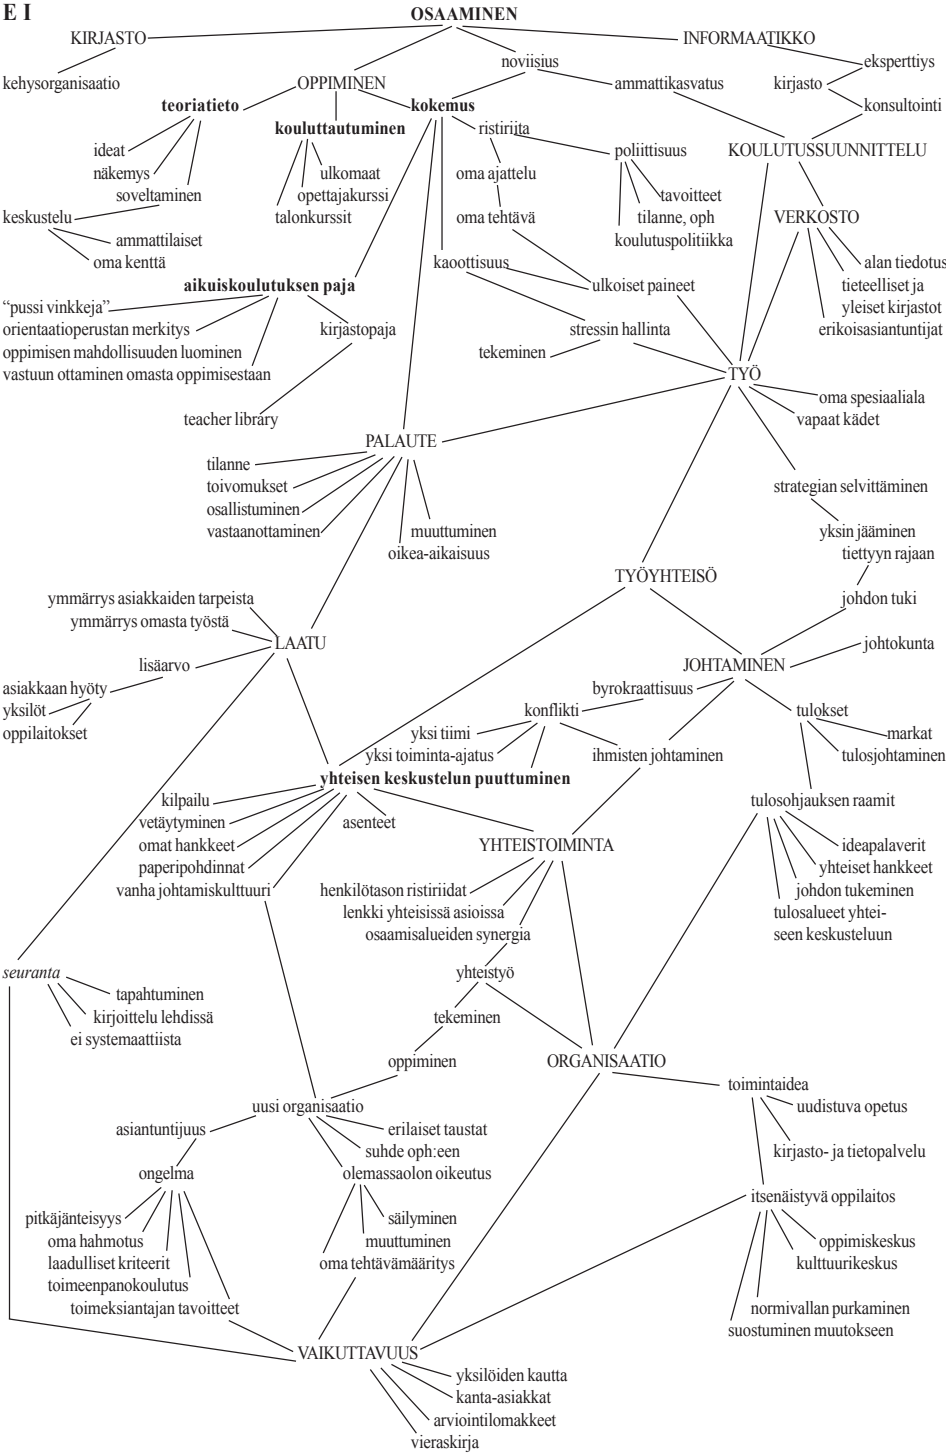 E I
OSAAMINEN
KIRJASTO
INFORMAATIKKO
noviisius
eksperttiys
kehysorganisaatio
OPPIMINEN
ammattikasvatus
kirjasto
teoriatieto
kokemus
konsultointi
kouluttautuminen
ristiriita
ideat
poliittisuus
KOULUTUSSUUNNITTELU
näkemys
ulkomaat
oma ajattelu
soveltaminen
opettajakurssi
tavoitteet
keskustelu
talonkurssit
oma tehtävä
tilanne, oph
VERKOSTO
ammattilaiset
koulutuspolitiikka
oma kenttä
kaoottisuus
alan tiedotus
aikuiskoulutuksen paja
ulkoiset paineet
tieteelliset ja
“pussi vinkkeja”
yleiset kirjastot
orientaatioperustan merkitys
kirjastopaja
stressin hallinta
erikoisasiantuntijat
oppimisen mahdollisuuden luominen
tekeminen
vastuun ottaminen omasta oppimisestaan
TYÖ
oma spesiaaliala
teacher library
vapaat kädet
PALAUTE
tilanne
toivomukset
strategian selvittäminen
osallistuminen
vastaanottaminen
muuttuminen
yksin jääminen
oikea-aikaisuus
tiettyyn rajaan
TYÖYHTEISÖ
ymmärrys asiakkaiden tarpeista
johdon tuki
ymmärrys omasta työstä
LAATU
johtokunta
lisäarvo
JOHTAMINEN
asiakkaan hyöty
byrokraattisuus
yksilöt
konflikti
tulokset
oppilaitokset
yksi tiimi
markat
yksi toiminta-ajatus
ihmisten johtaminen
tulosjohtaminen
yhteisen keskustelun puuttuminen
kilpailu
tulosohjauksen raamit
vetäytyminen
asenteet
omat hankkeet
YHTEISTOIMINTA
ideapalaverit
paperipohdinnat
yhteiset hankkeet
vanha johtamiskulttuuri
henkilötason ristiriidat
johdon tukeminen
lenkki yhteisissä asioissa
tulosalueet yhtei-
osaamisalueiden synergia
seen keskusteluun
seuranta
yhteistyö
tapahtuminen
kirjoittelu lehdissä
tekeminen
ei systemaattiista
oppiminen
ORGANISAATIO
toimintaidea
uusi organisaatio
uudistuva opetus
asiantuntijuus
erilaiset taustat
suhde oph:een
kirjasto- ja tietopalvelu
ongelma
olemassaolon oikeutus
itsenäistyvä oppilaitos
pitkäjänteisyys
säilyminen
oma hahmotus
muuttuminen
oppimiskeskus
laadulliset kriteerit
oma tehtävämääritys
kulttuurikeskus
toimeenpanokoulutus
toimeksiantajan tavoitteet
normivallan purkaminen
suostuminen muutokseen
VAIKUTTAVUUS
yksilöiden kautta
kanta-asiakkat
arviointilomakkeet
vieraskirja